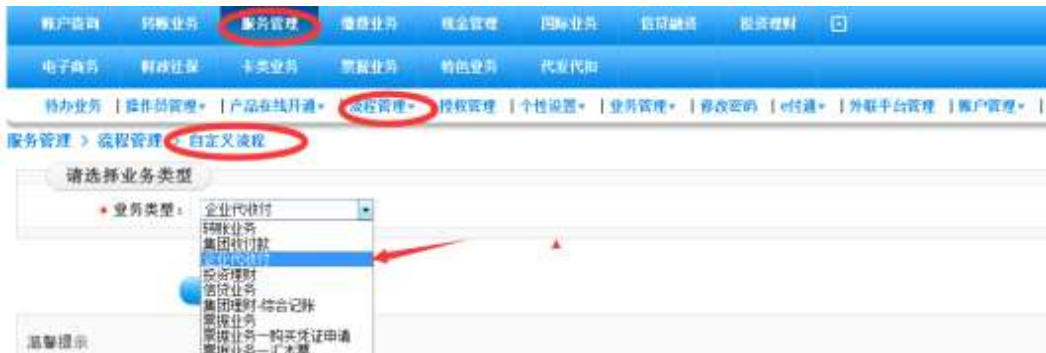 账户查询 转账业务 服务管理 缴费业务 现金管理 国际业务 信贷融资 投资理财
电子商务 财政社保 卡类业务 票据业务 特色业务 代发代扣
待办业务 | 操作员管理 | 产品在线开通 | 流程管理 | 授权管理 | 个性设置 | 业务管理 | 修改密码 | e付通 | 外联平台管理 | 账户管理 |
服务管理 > 流程管理 > 自定义流程
请选择业务类型
* 业务类型： 企业代收付
转账业务
集团收付款
企业代收付
投资理财
信贷业务
集团理财-综合记账
票据业务
票据业务—购买凭证申请
票据业务—汇本票
温馨提示